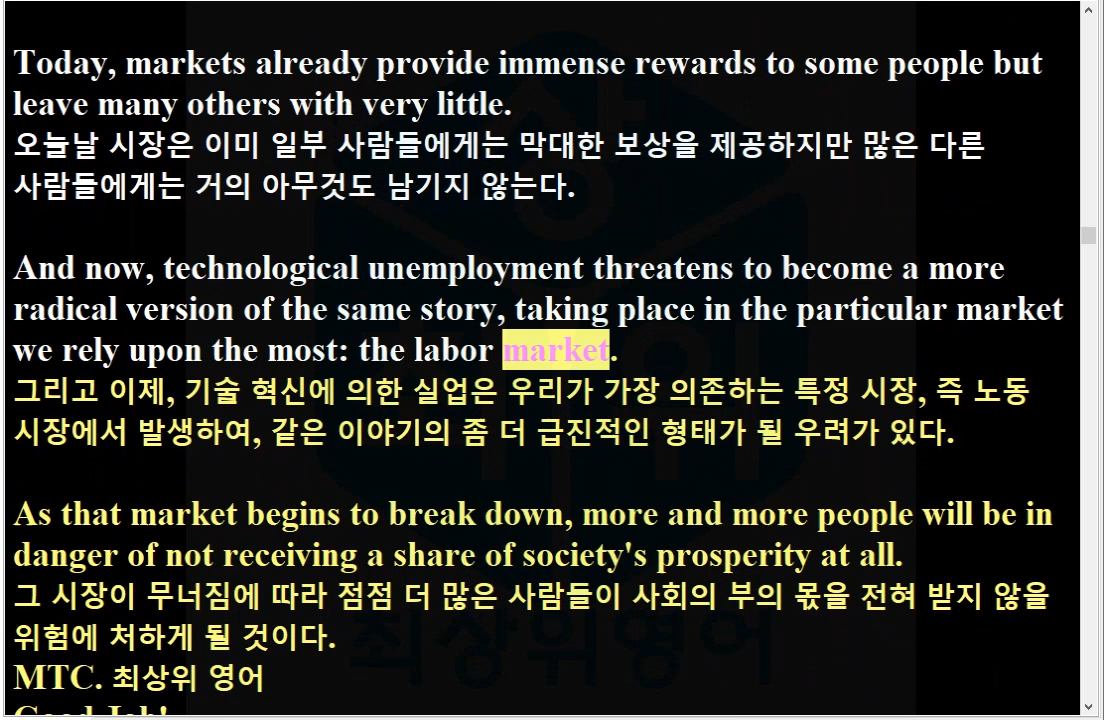 Today, markets already provide immense rewards to some people but
leave many others with very little.
오늘날 시장은 이미 일부 사람들에게는 막대한 보상을 제공하지만 많은 다른
사람들에게는 거의 아무것도 남기지 않는다.
And now, technological unemployment threatens to become a more
radical version of the same story, taking place in the particular market
we rely upon the most: the labor market.
그리고 이제, 기술 혁신에 의한 실업은 우리가 가장 의존하는 특정 시장, 즉 노동
시장에서 발생하여, 같은 이야기의 좀 더 급진적인 형태가 될 우려가 있다.
As that market begins to break down, more and more people will be in
danger of not receiving a share of society's prosperity at all.
그 시장이 무너짐에 따라 점점 더 많은 사람들이 사회의 부의 몫을 전혀 받지 않을
위험에 처하게 될 것이다.
최상위영어
MTC. 최상위 영어
Good Job!